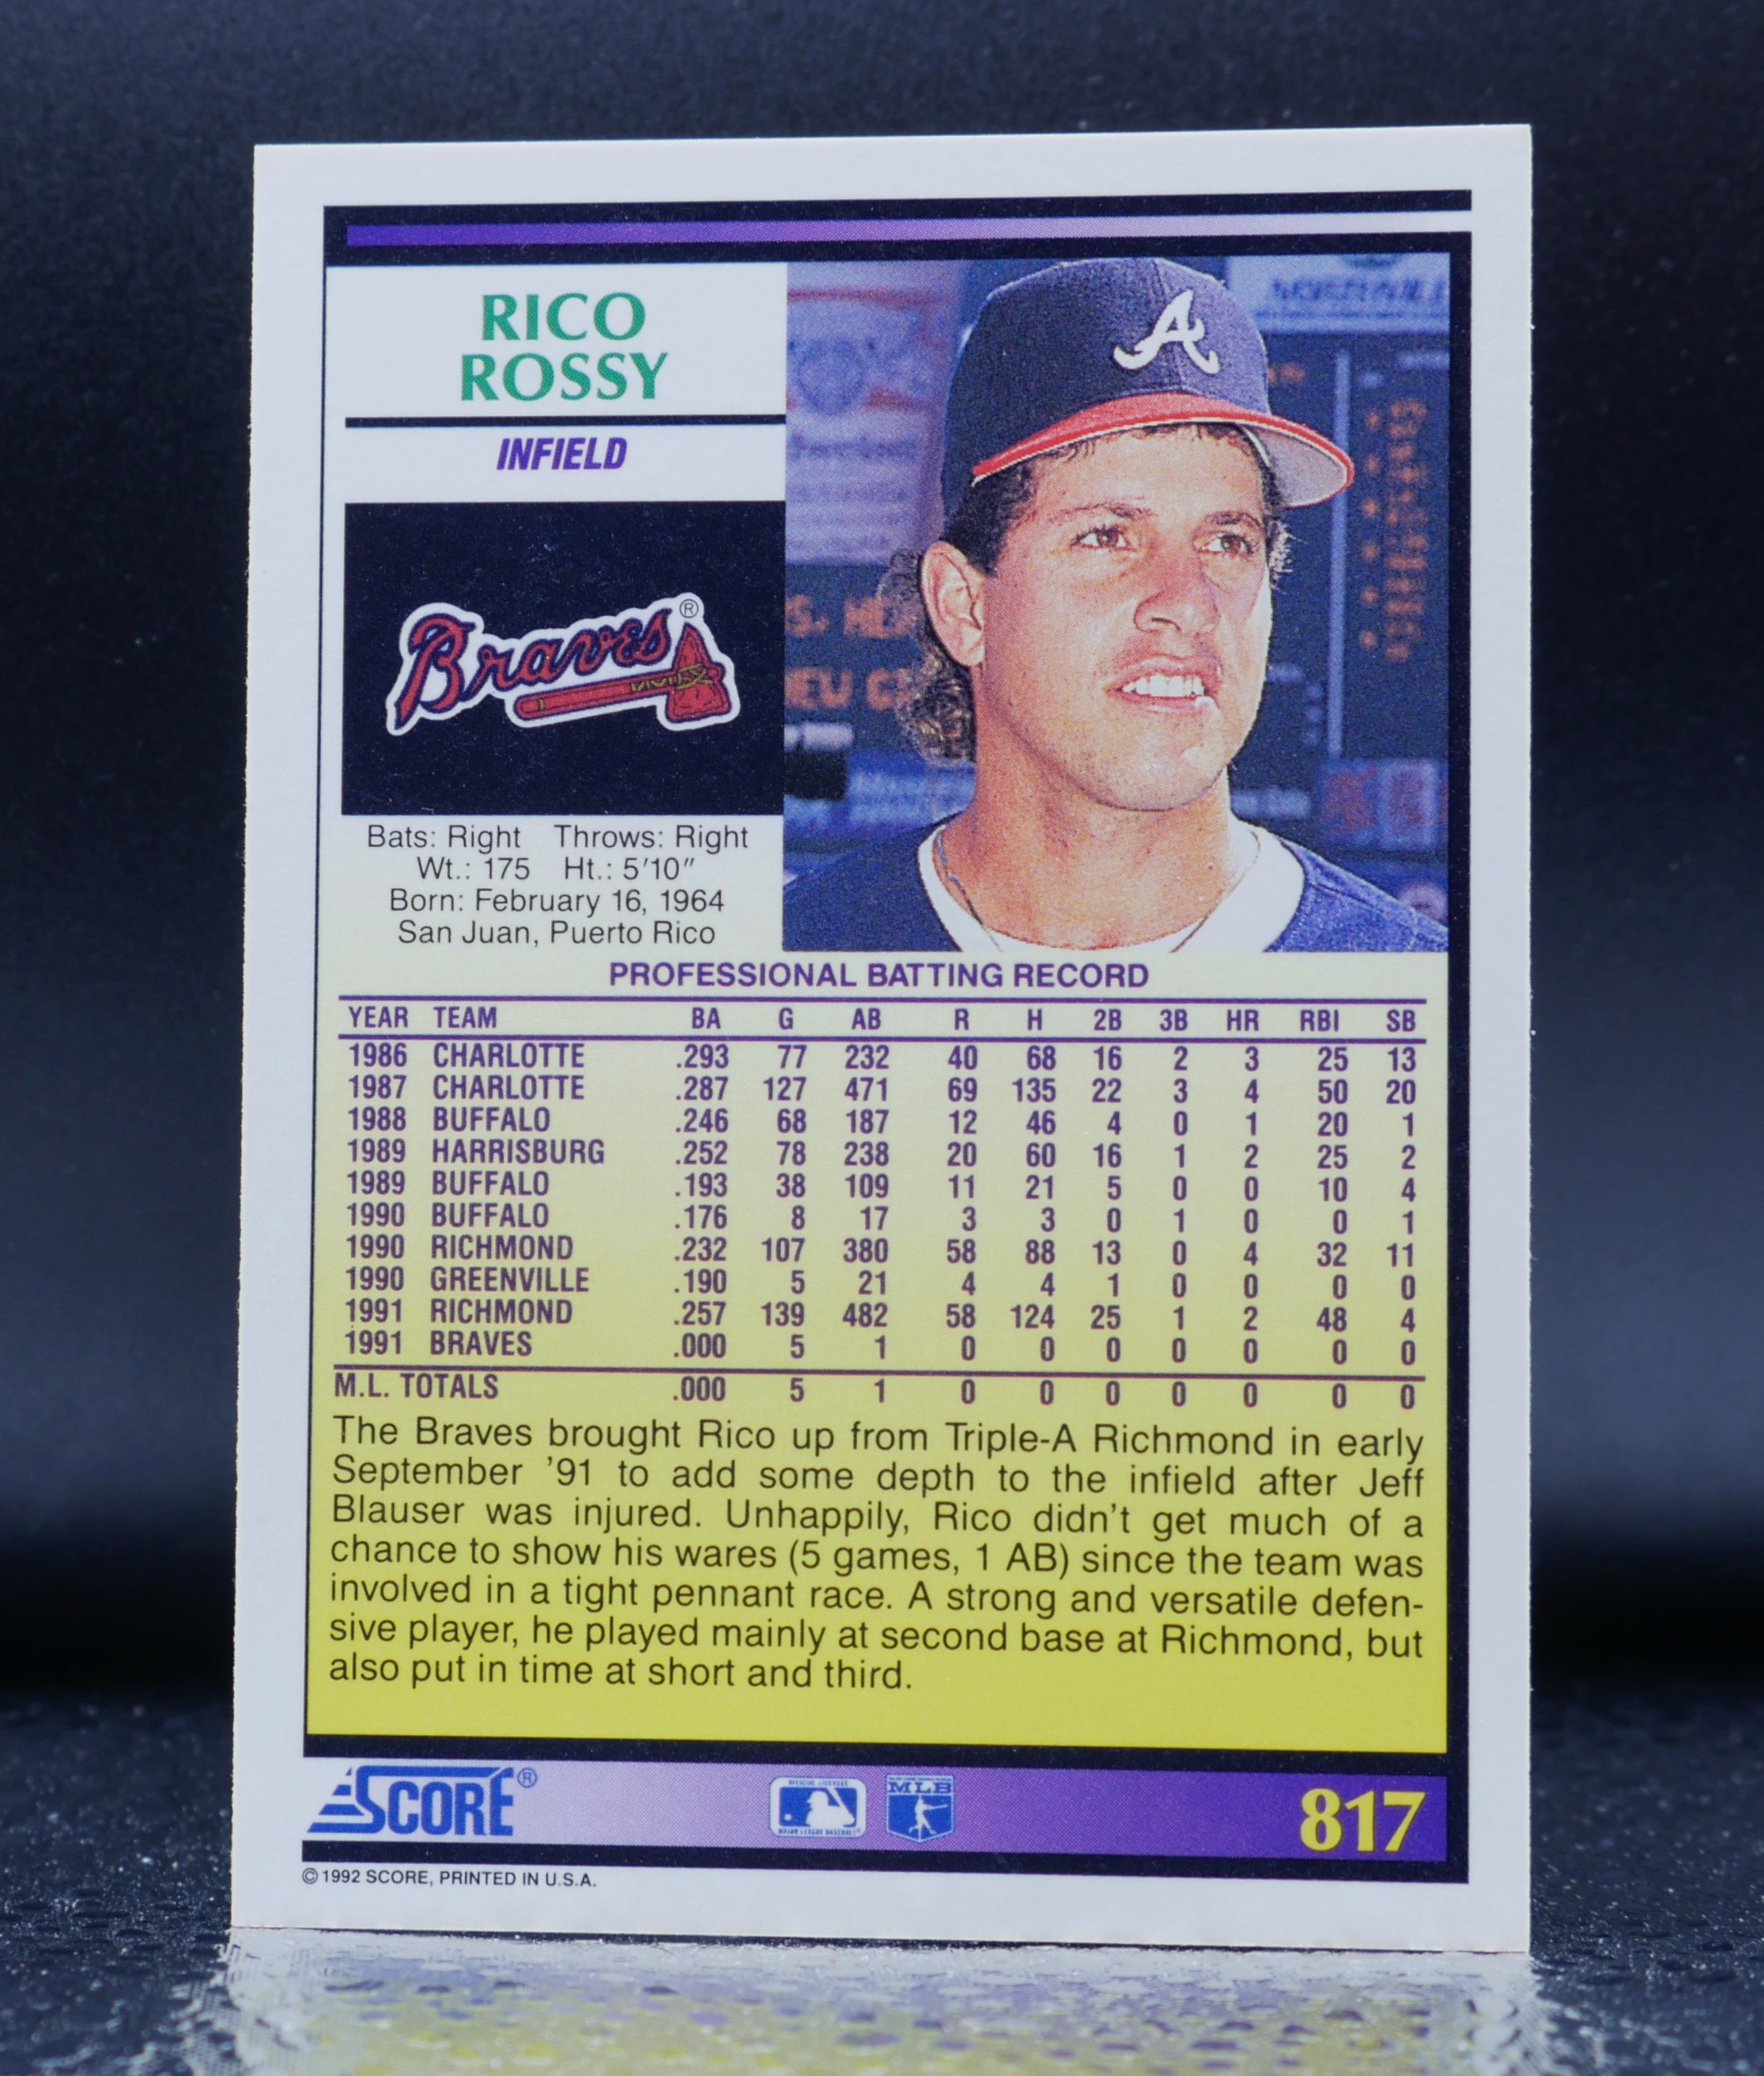 RICO
ROSSY
INFIELD
A
Braves®
Bats: Right Throws: Right
Wt.: 175 Ht.: 5'10"
Born: February 16, 1964
San Juan, Puerto Rico
PROFESSIONAL BATTING RECORD
YEAR TEAM BA G AB R H 2B 3B HR RBI SB
1986 CHARLOTTE .293 77 232 40 68 16 2 3 25 13
1987 CHARLOTTE .287 127 471 69 135 22 3 4 50 20
1988 BUFFALO .246 68 187 12 46 4 0 1 20 1
1989 HARRISBURG .252 78 238 20 60 16 1 2 25 2
1989 BUFFALO .193 38 109 11 21 5 0 0 10 4
1990 BUFFALO .176 8 17 3 3 0 1 0 0 1
1990 RICHMOND .232 107 380 58 88 13 0 4 32 11
1990 GREENVILLE .190 5 21 4 4 1 0 0 0 0
1991 RICHMOND .257 139 482 58 124 25 1 2 48 4
1991 BRAVES .000 5 1 0 0 0 0 0 0 0
M.L. TOTALS .000 5 1 0 0 0 0 0 0 0
The Braves brought Rico up from Triple-A Richmond in early
September '91 to add some depth to the infield after Jeff
Blauser was injured. Unhappily, Rico didn't get much of a
chance to show his wares (5 games, 1 AB) since the team was
involved in a tight pennant race. A strong and versatile defen-
sive player, he played mainly at second base at Richmond, but
also put in time at short and third.
SCORE®
MLB
817
© 1992 SCORE, PRINTED IN U.S.A.